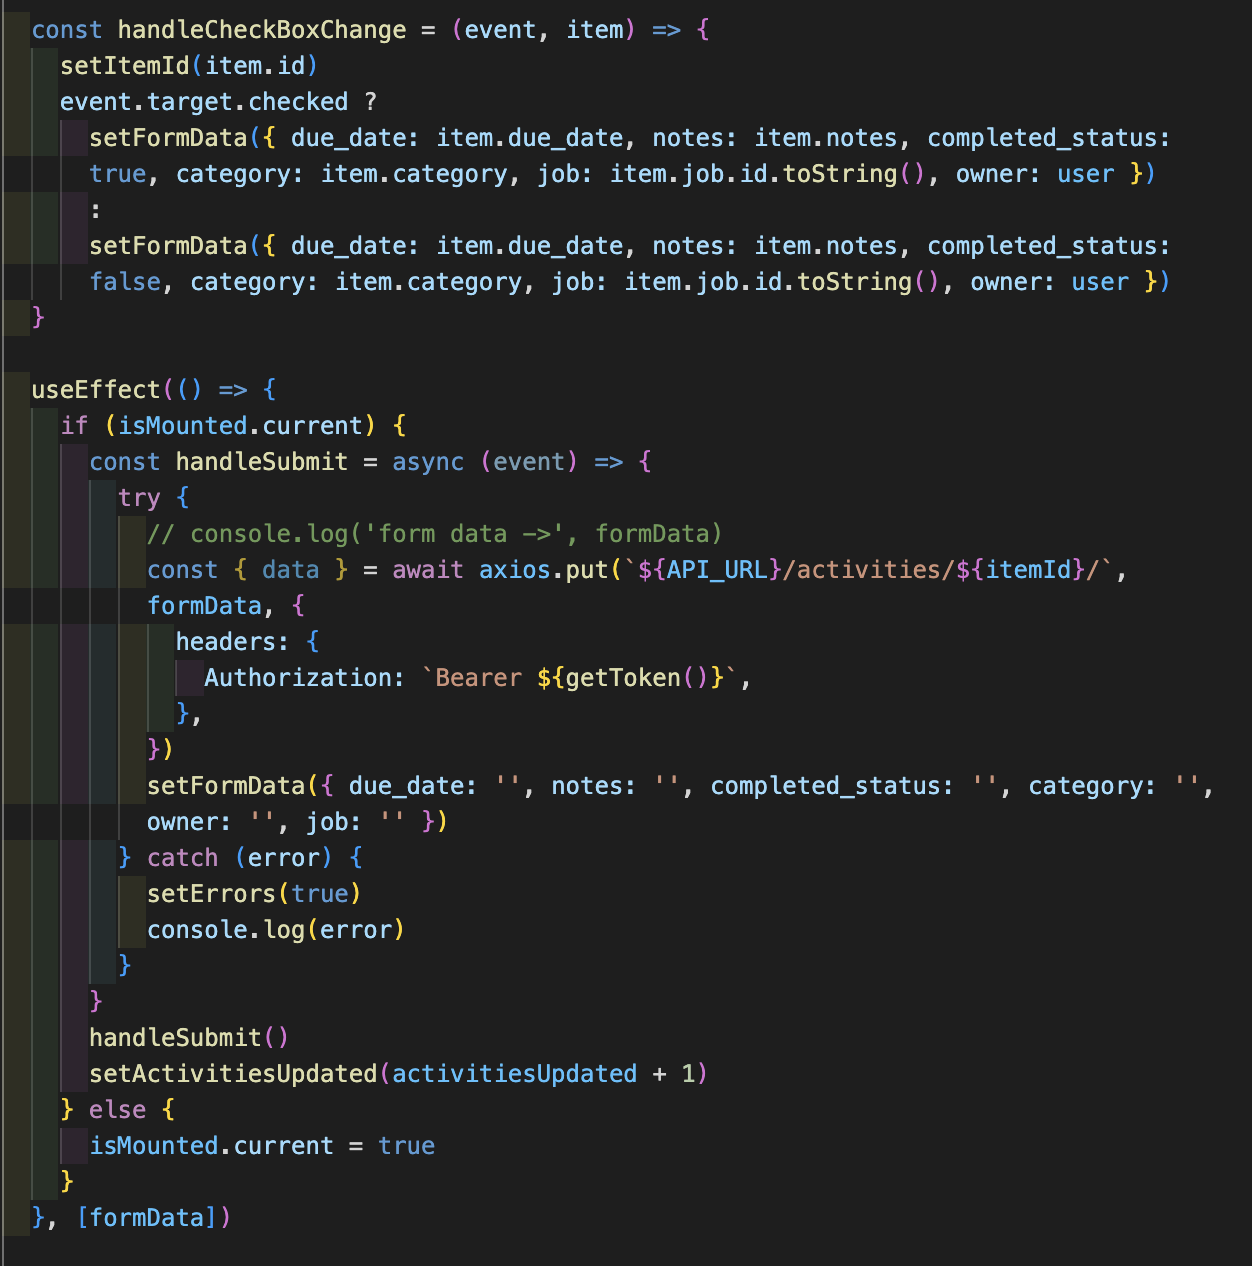 const handleCheckBoxChange = (event, item) => {
setItemId(item.id)
event.target.checked ?
setFormData({ due_date: item.due_date, notes: item.notes, completed_status:
true, category: item.category, job: item.job.id.toString(), owner: user })
:
setFormData({ due_date: item.due_date, notes: item.notes, completed_status:
false, category: item.category, job: item.job.id.toString(), owner: user })
}
useEffect(() => {
if (isMounted.current) {
const handleSubmit = async (event) => {
try {
// console.log('form data ->', formData)
const { data } = await axios.put(`${API_URL}/activities/${itemId}/`,
formData, {
headers: {
Authorization: `Bearer ${getToken()}`,
},
})
setFormData({ due_date: '', notes: '', completed_status: '', category: '',
owner: '', job: '' })
} catch (error) {
setErrors(true)
console.log(error)
}
}
handleSubmit()
setActivitiesUpdated(activitiesUpdated + 1)
} else {
isMounted.current = true
}
}, [formData])